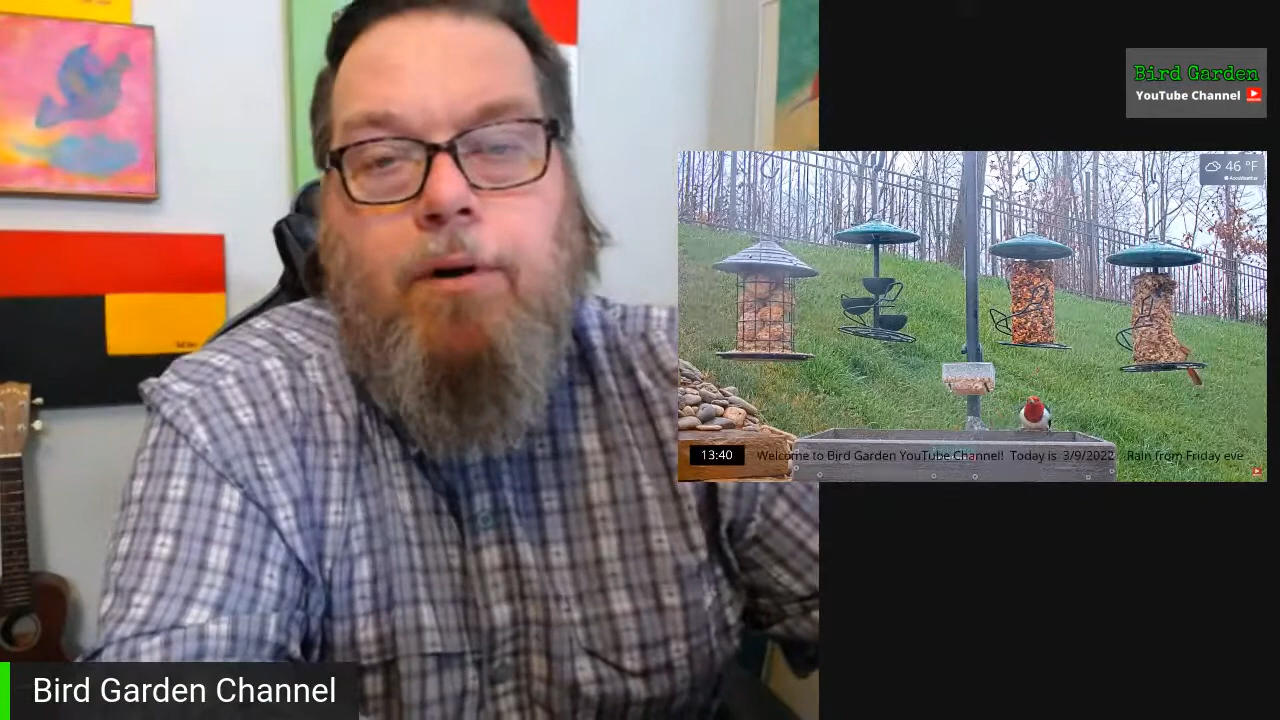 Bird Garden
YouTube Channel
46 °F
AccuWeather
13:40
Welcome to Bird Garden YouTube Channel! Today is 3/9/2022 Rain from Friday eve
Bird Garden Channel